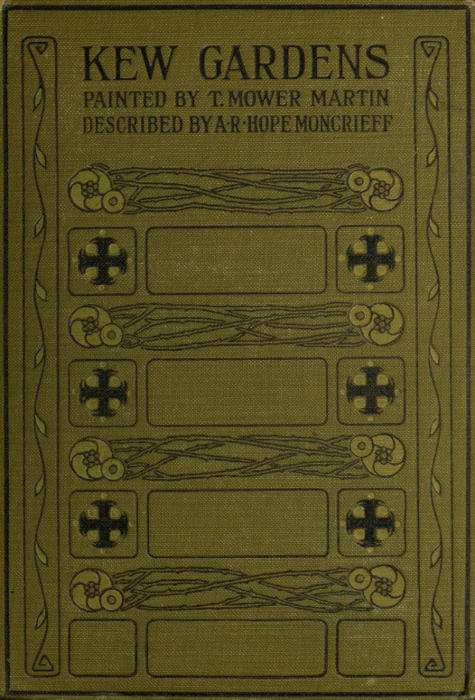 KEW GARDENS
PAINTED BY T. MOWER MARTIN
DESCRIBED BY A·R·HOPE MONCRIEFF